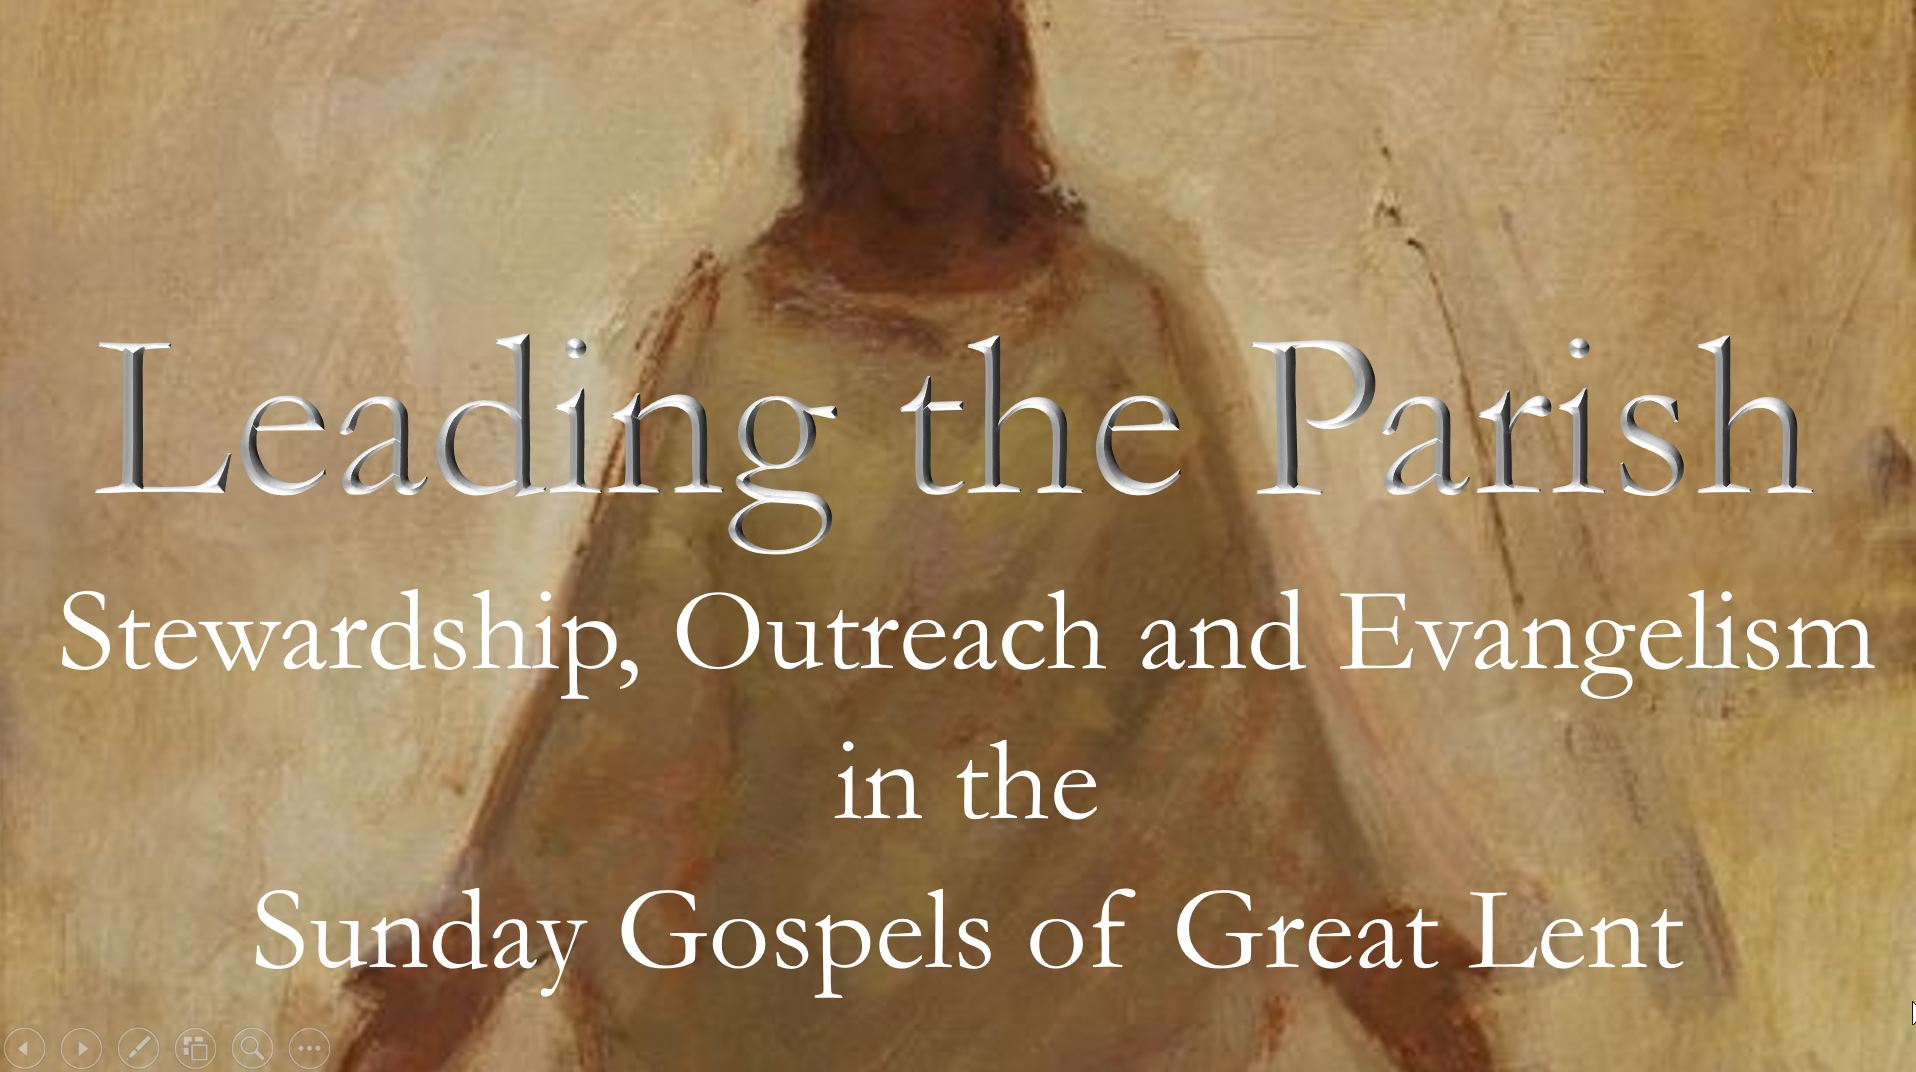 Leading the Parish
Stewardship, Outreach and Evangelism
in the
Sunday Gospels of Great Lent